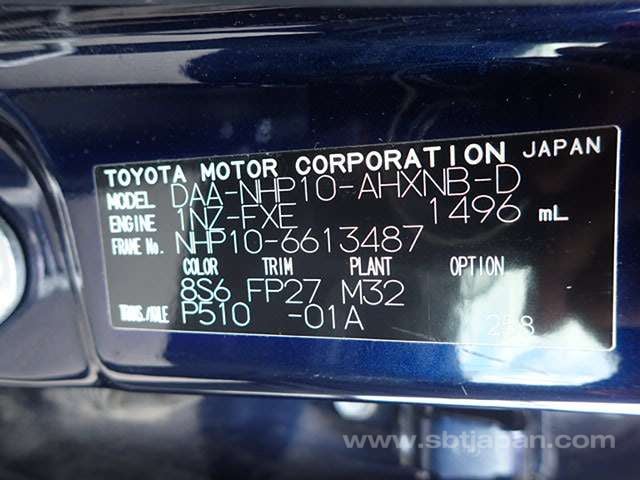 TOYOTA MOTOR CORPORATION JAPAN
MODEL DAA-NHP10-AHXNB-D
ENGINE 1NZ-FXE 1496 mL
FRAME No. NHP10-6613487
COLOR TRIM PLANT OPTION
8S6 FP27 M32
TRANS./AXLE P510 -01A 258
www.sbtjapan.com